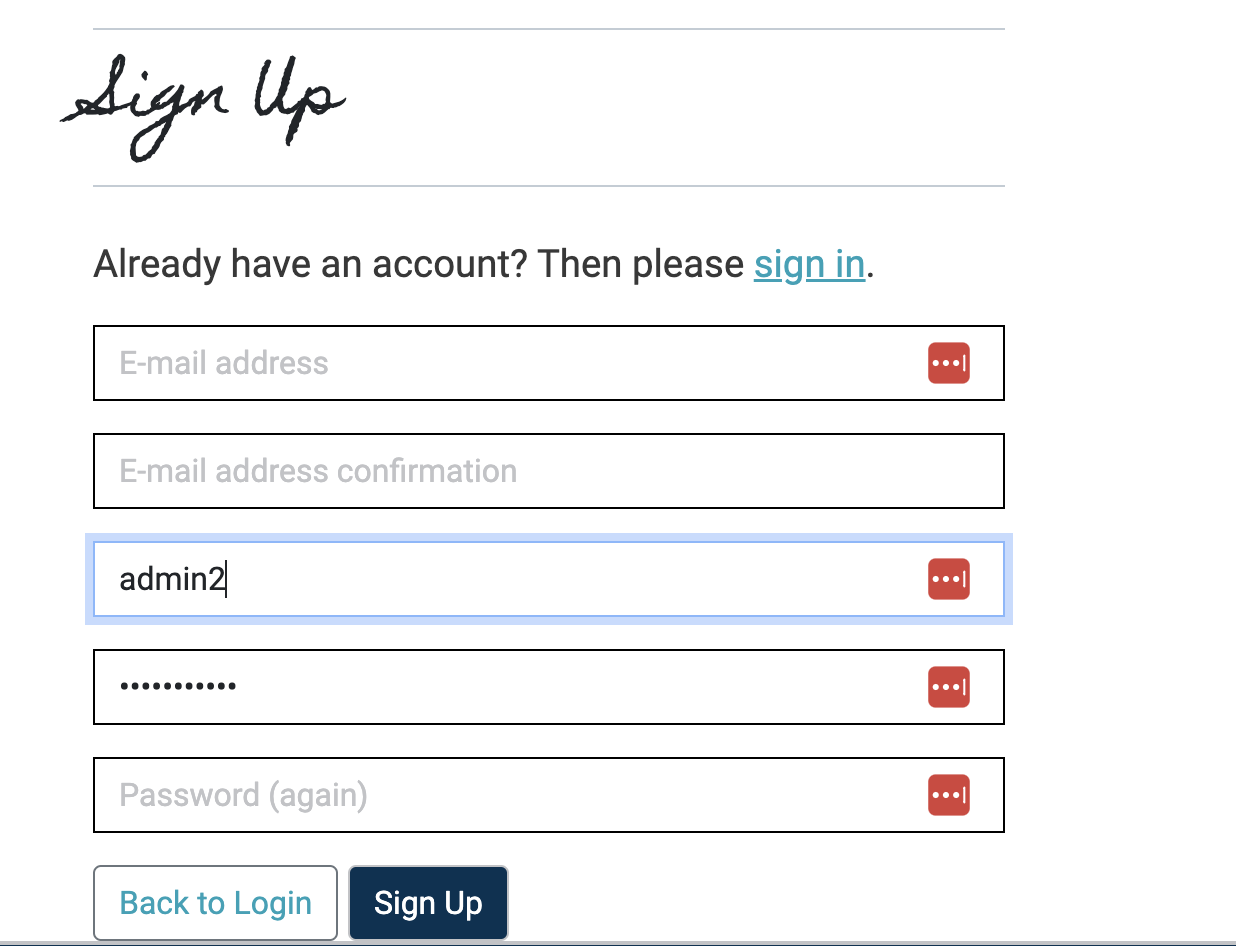 Sign Up
Already have an account? Then please sign in.
E-mail address
E-mail address confirmation
admin2
•••••••••••
Password (again)
Back to Login
Sign Up